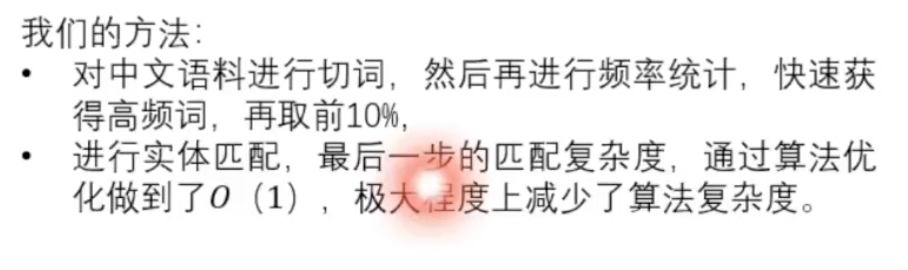 我们的方法：
• 对中文语料进行切词，然后再进行频率统计，快速获
得高频词，再取前10%，
• 进行实体匹配，最后一步的匹配复杂度，通过算法优
化做到了O（1），极大程度上减少了算法复杂度。